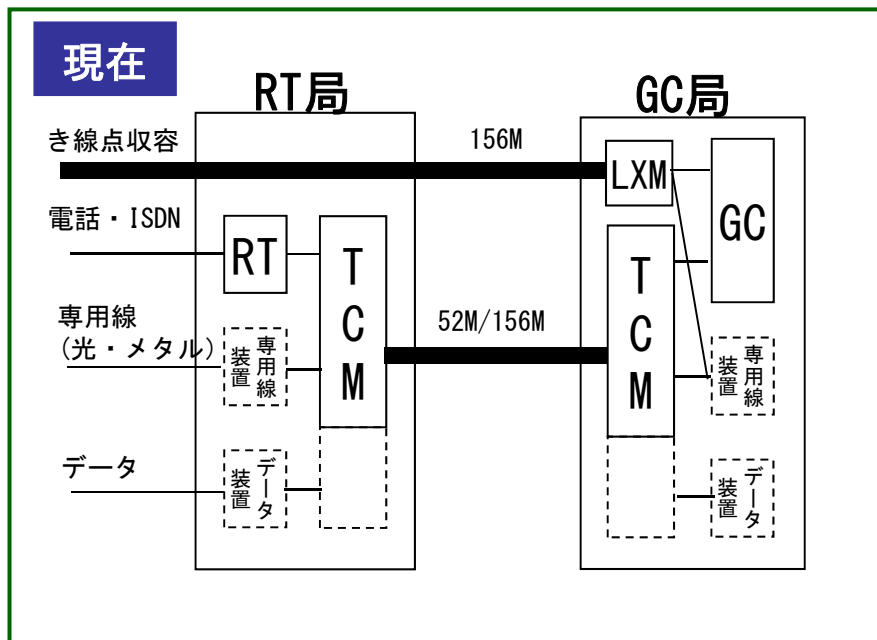 現在
RT局
GC局
き線点収容
156M
LXM
GC
電話・ISDN
RT
TCM
TCM
専用線
(光・メタル)
52M/156M
専用線
装置
専用線
装置
データ
データ
装置
データ
装置